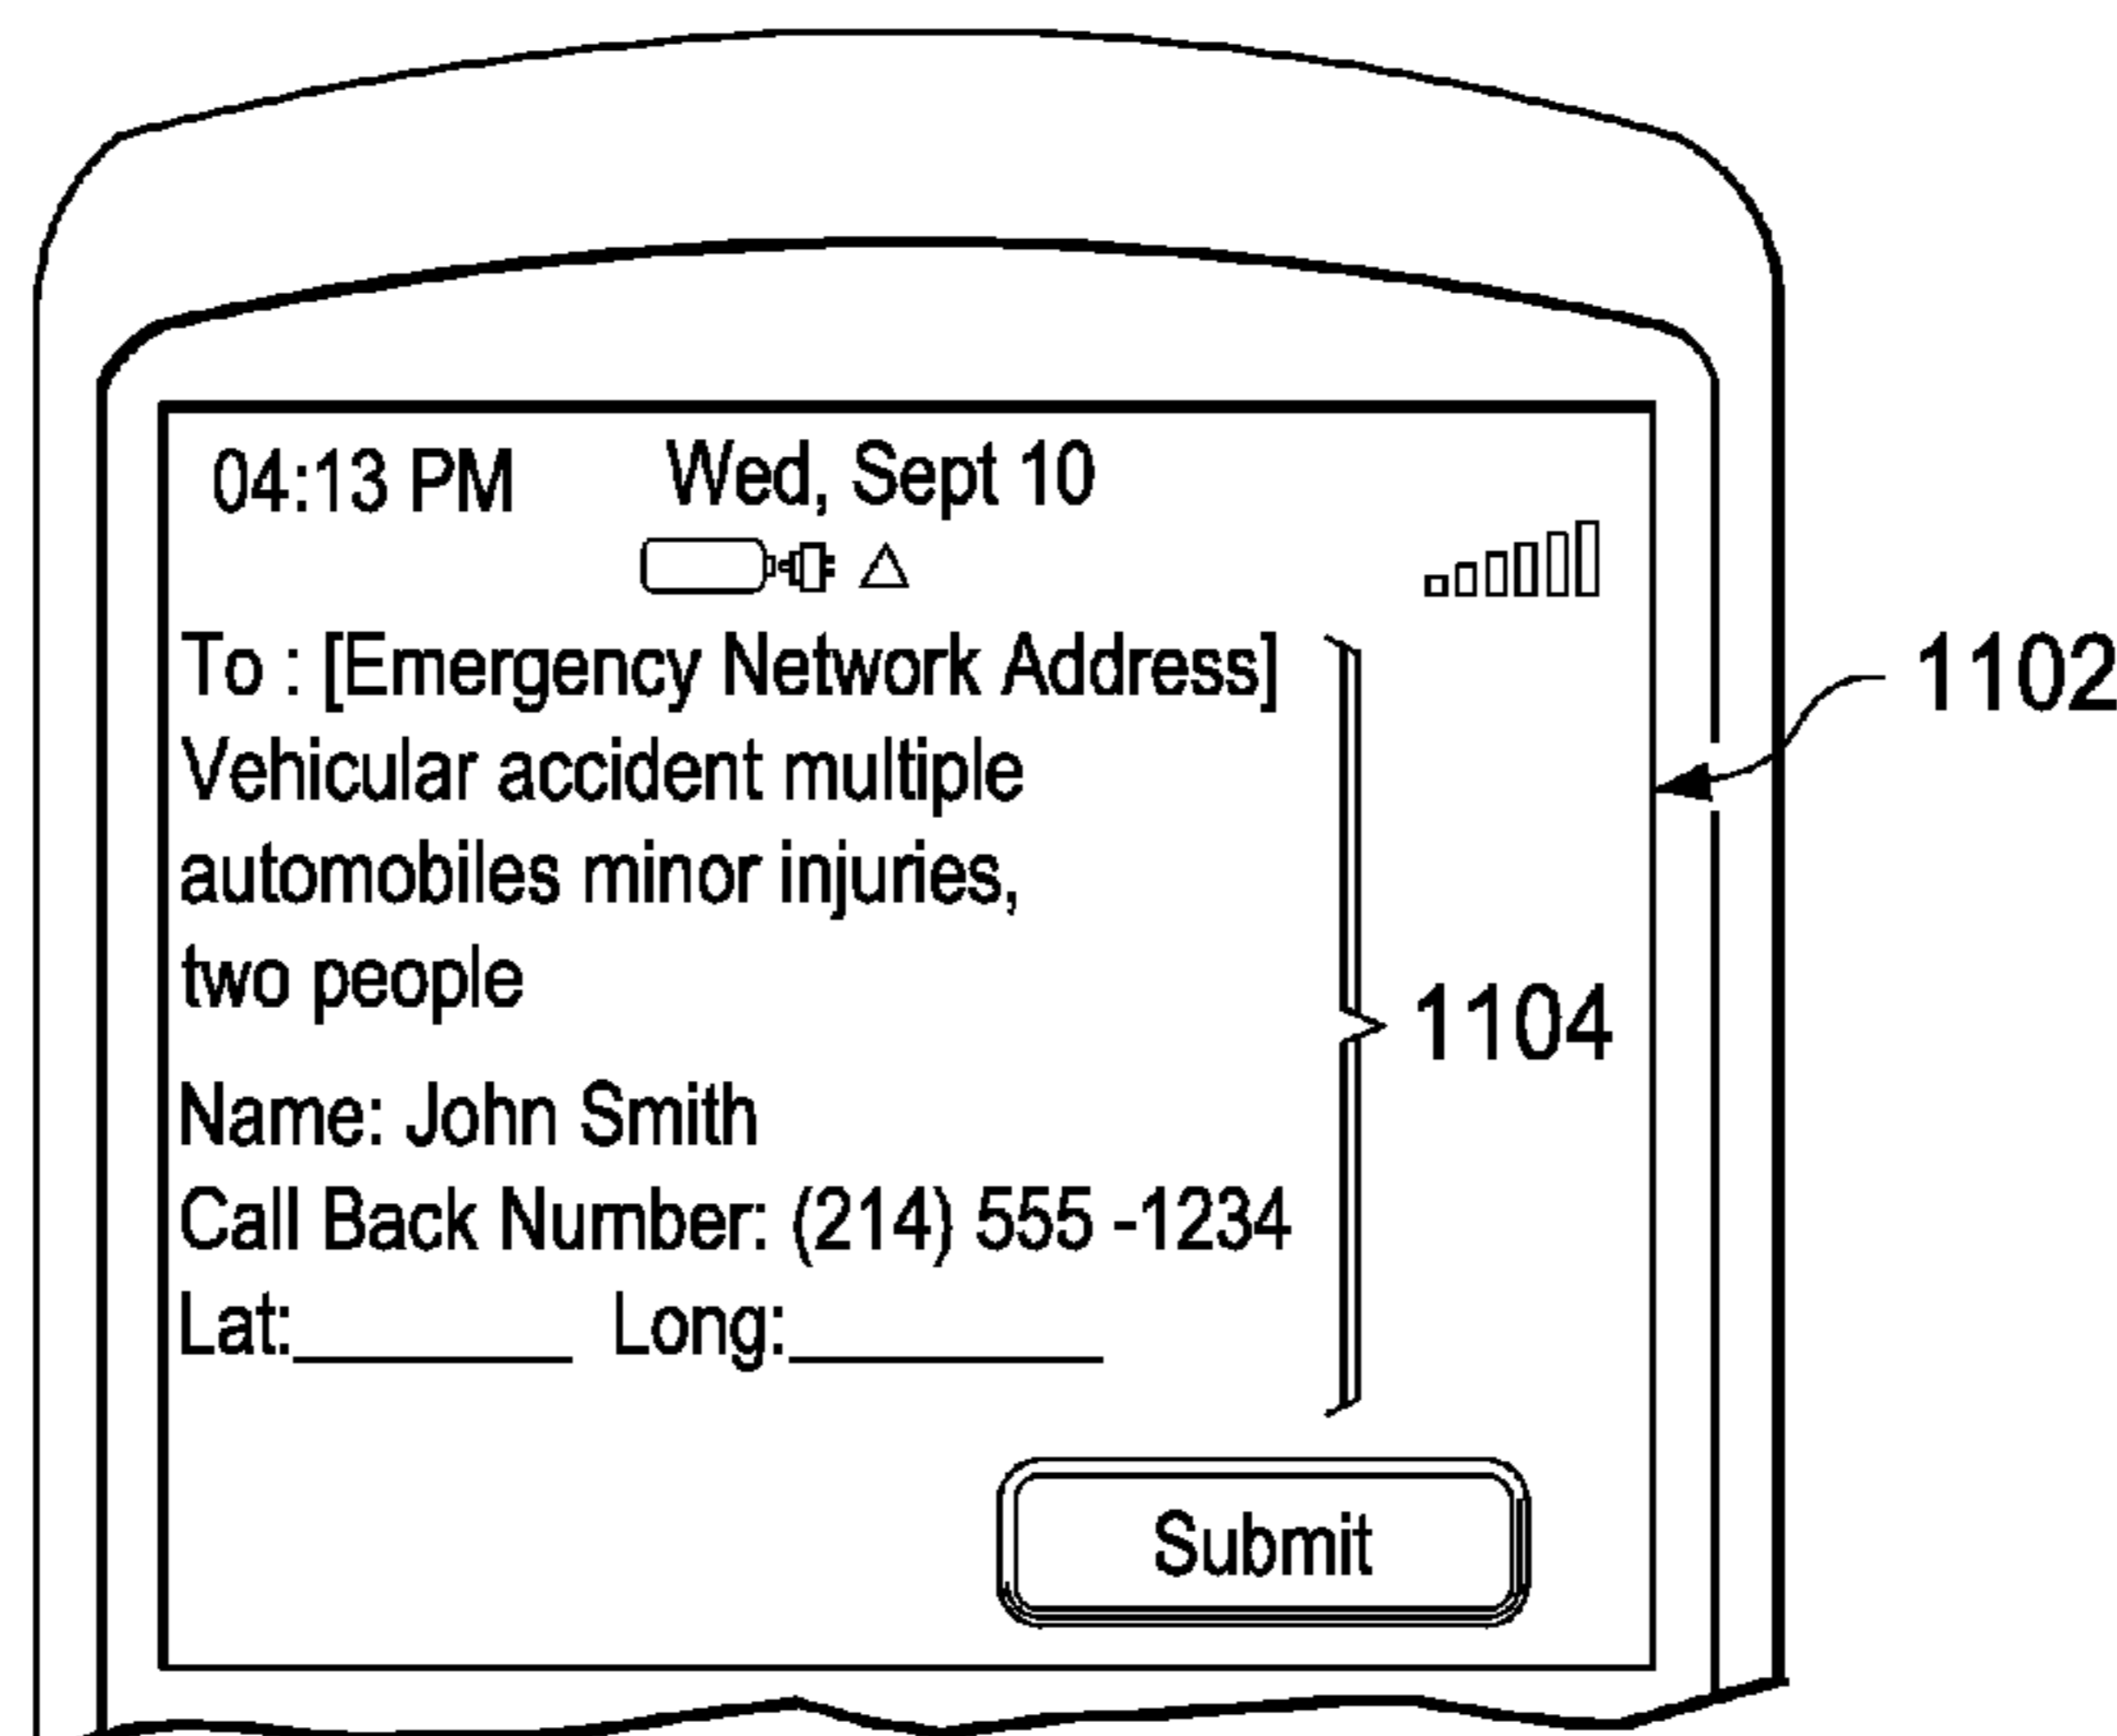 04:13 PM Wed, Sept 10
To : [Emergency Network Address]
1102
Vehicular accident multiple
automobiles minor injuries,
two people
1104
Name: John Smith
Call Back Number: (214) 555 -1234
Lat:_______ Long:________
Submit